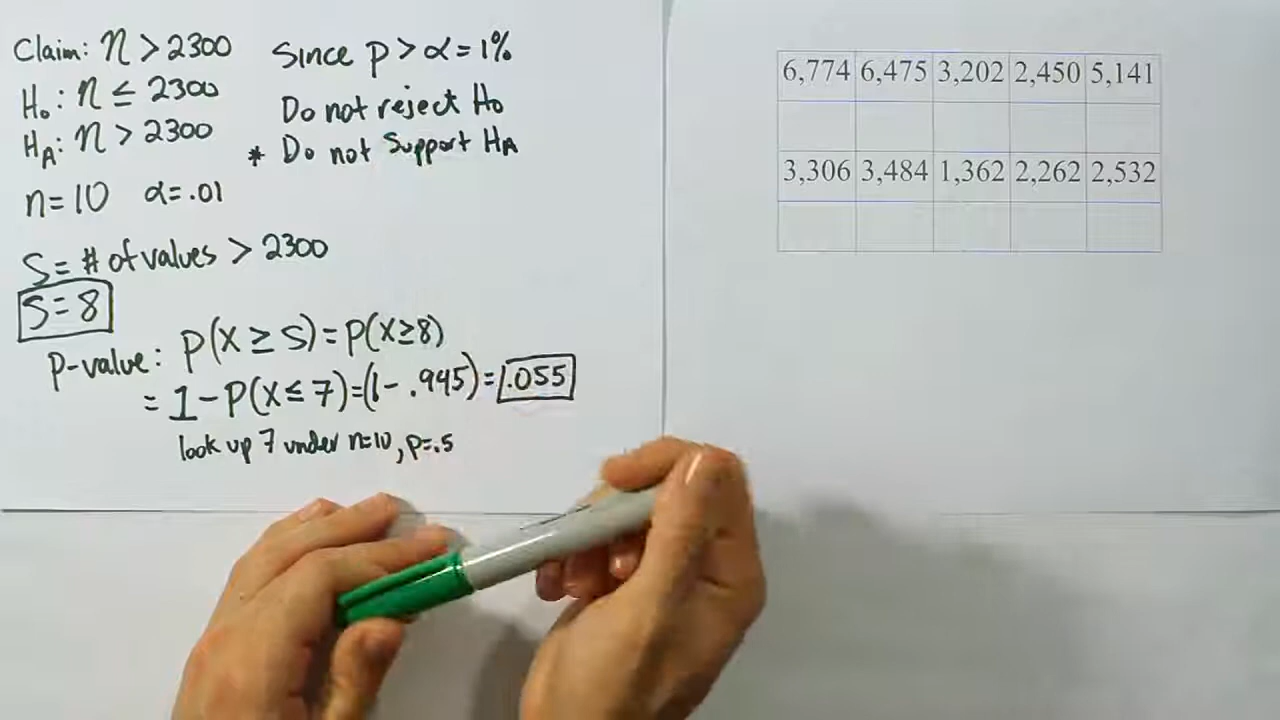 Claim: η > 2300
H₀: η ≤ 2300
H_A: η > 2300
n=10 α=.01
S= # of values > 2300
S=8
p-value: P(X ≥ S) = P(X≥8)
= 1 - P(X ≤ 7)=(1- .945)= .055
look up 7 under n=10, p=.5
Since p > α = 1%
Do not reject H₀
* Do not Support H_A
6,774 6,475 3,202 2,450 5,141
3,306 3,484 1,362 2,262 2,532